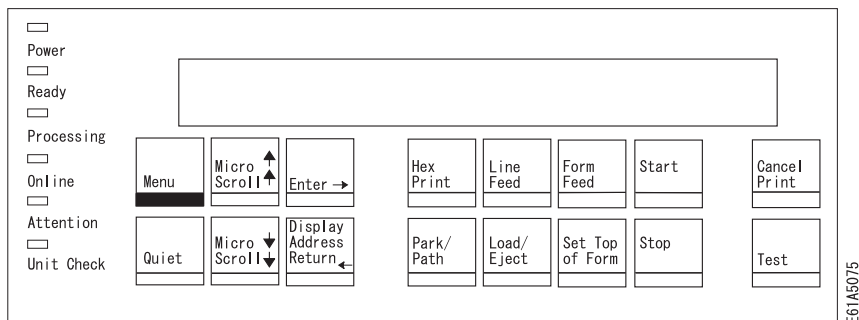 Power
Ready
Processing
Online
Attention
Unit Check
Menu
Micro
Scroll
Enter →
Hex
Print
Line
Feed
Form
Feed
Start
Cancel
Print
Quiet
Micro
Scroll
Display
Address
Return ←
Park/
Path
Load/
Eject
Set Top
of Form
Stop
Test
E61A5075